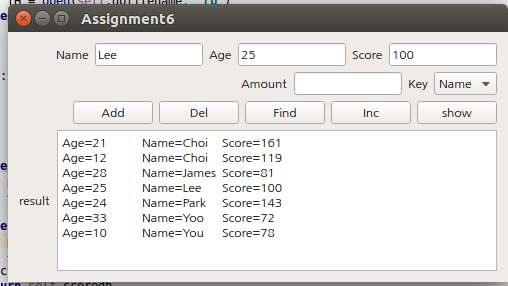 Assignment6
Name Lee Age 25 Score 100
Amount Key Name
Add Del Find Inc show
result
Age=21 Name=Choi Score=161
Age=12 Name=Choi Score=119
Age=28 Name=James Score=81
Age=25 Name=Lee Score=100
Age=24 Name=Park Score=143
Age=33 Name=Yoo Score=72
Age=10 Name=You Score=78